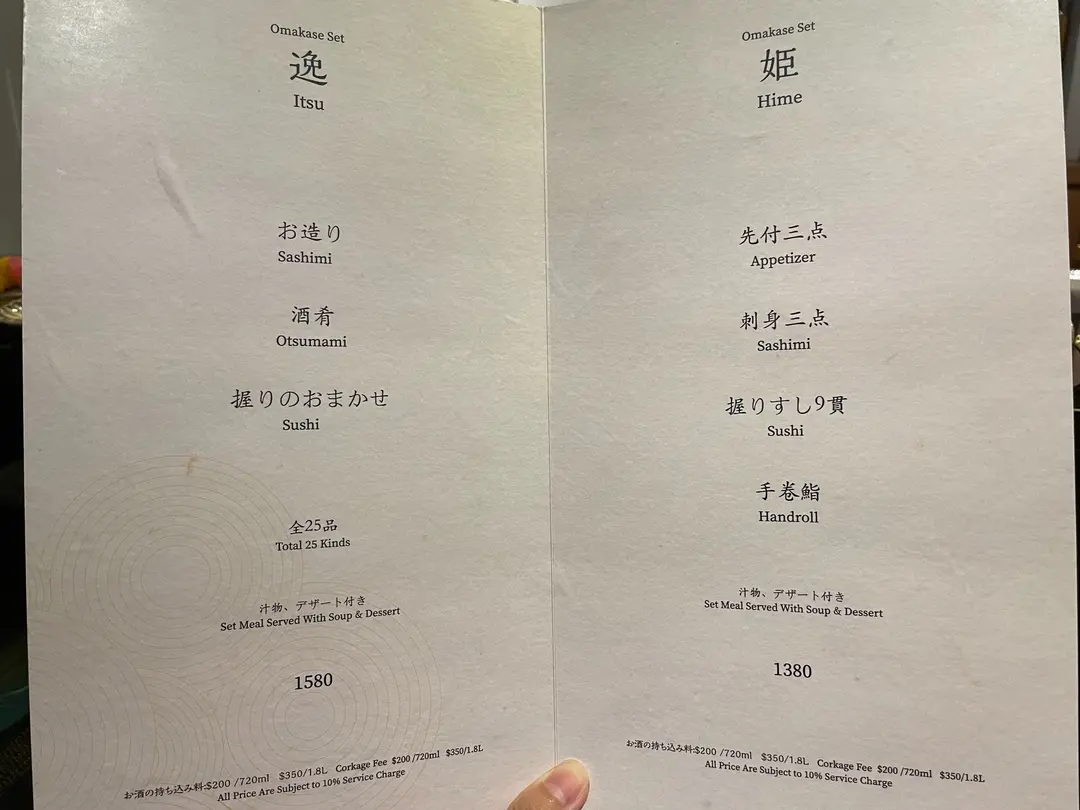 Omakase Set
逸
Itsu
お造り
Sashimi
酒肴
Otsumami
握りのおまかせ
Sushi
全25品
Total 25 Kinds
汁物、デザート付き
Set Meal Served With Soup & Dessert
1580
お酒の持ち込み料:$200 /720ml $350/1.8L Corkage Fee $200 /720ml $350/1.8L
All Price Are Subject to 10% Service Charge
Omakase Set
姫
Hime
先付三点
Appetizer
刺身三点
Sashimi
握りすし9貫
Sushi
手巻鮨
Handroll
汁物、デザート付き
Set Meal Served With Soup & Dessert
1380
お酒の持ち込み料:$200 /720ml $350/1.8L Corkage Fee $200 /720ml $350/1.8L
All Price Are Subject to 10% Service Charge